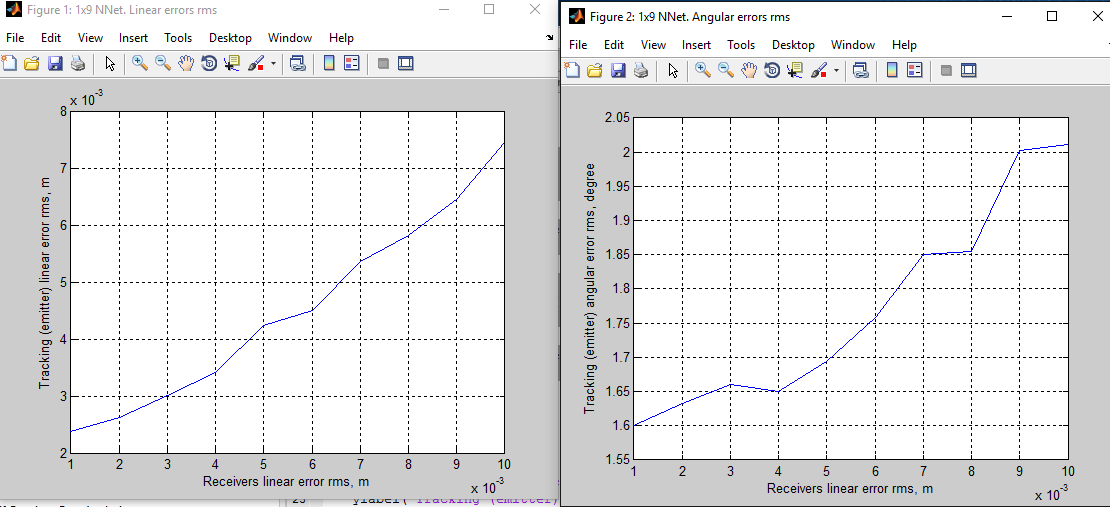 Figure 1: 1x9 NNet. Linear errors rms
File Edit View Insert Tools Desktop Window Help
x 10^-3
8
7
6
5
4
3
2
Tracking (emitter) linear error rms, m
1 2 3 4 5 6 7 8 9 10
Receivers linear error rms, m
x 10^-3
Figure 2: 1x9 NNet. Angular errors rms
File Edit View Insert Tools Desktop Window Help
2.05
2
1.95
1.9
1.85
1.8
1.75
1.7
1.65
1.6
1.55
Tracking (emitter) angular error rms, degree
1 2 3 4 5 6 7 8 9 10
Receivers linear error rms, m
x 10^-3
ylabel('Tracking (emitter)